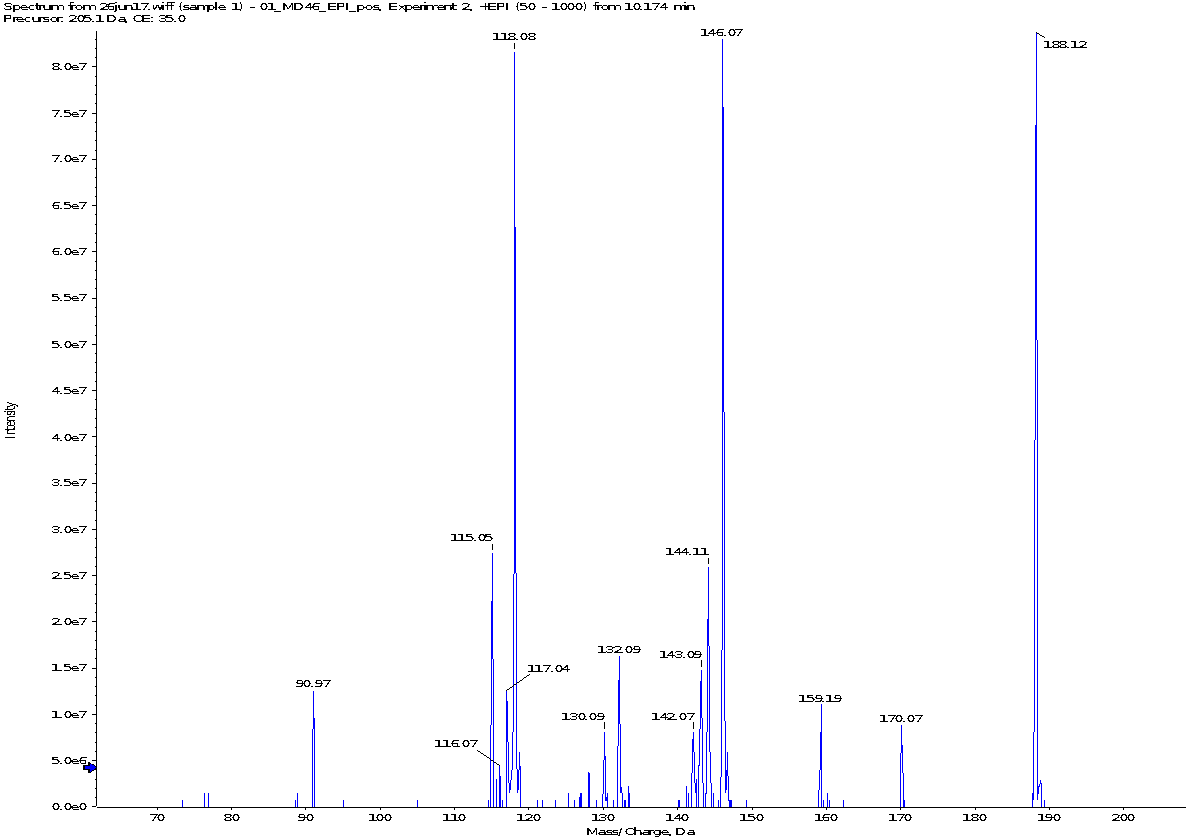 Spectrum from 26jun17.wiff (sample 1) - 01_MD46_EPI_pos, Experiment 2, +EPI (50 - 1000) from 10.174 min
Precursor: 205.1 Da, CE: 35.0
118.08
146.07
188.12
8.0e7
7.5e7
7.0e7
6.5e7
6.0e7
5.5e7
5.0e7
4.5e7
Intensity
4.0e7
3.5e7
3.0e7
115.05
144.11
2.5e7
2.0e7
132.09
143.09
1.5e7
117.04
90.97
159.19
1.0e7
130.09
142.07
170.07
116.07
5.0e6
0.0e0
70 80 90 100 110 120 130 140 150 160 170 180 190 200
Mass/Charge, Da